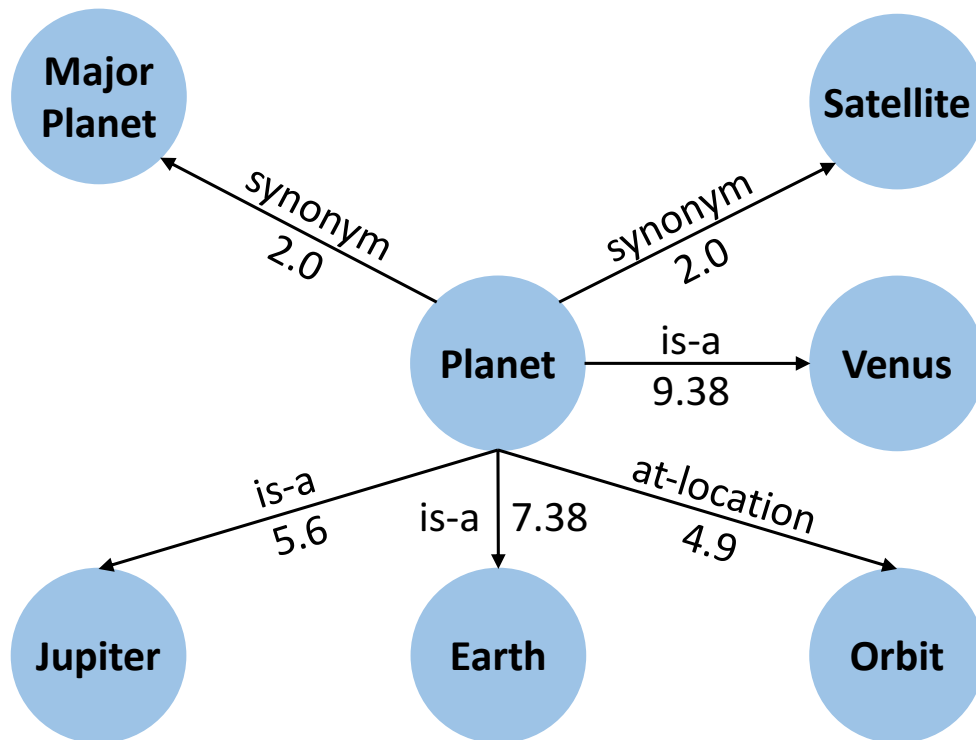 Major
Planet
Satellite
synonym
2.0
synonym
2.0
Planet
is-a
9.38
Venus
is-a
5.6
is-a
7.38
at-location
4.9
Jupiter
Earth
Orbit